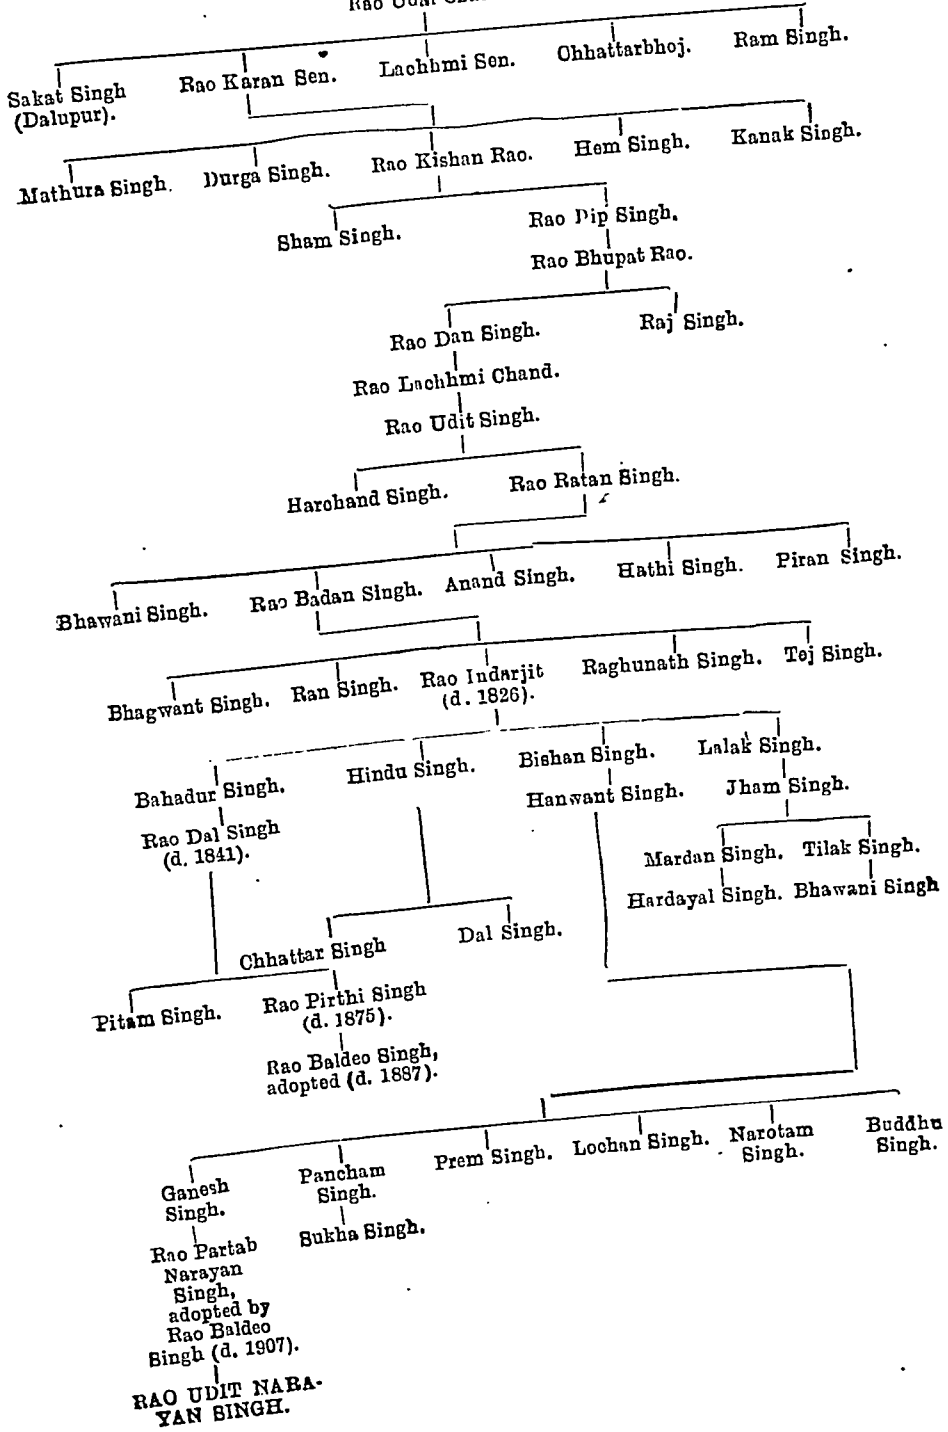 Rao
Sakat Singh
(Dalupur).
Rao Karan Sen.
Lachhmi Sen.
Chhattarbhoj.
Ram Singh.
Mathura Singh.
Durga Singh.
Rao Kishan Rao.
Hem Singh.
Kanak Singh.
Sham Singh.
Rao Dip Singh.
Rao Bhupat Rao.
Rao Dan Singh.
Raj Singh.
Rao Lachhmi Chand.
Rao Udit Singh.
Harchand Singh.
Rao Ratan Singh.
Bhawani Singh.
Rao Badan Singh.
Anand Singh.
Hathi Singh.
Piran Singh.
Bhagwant Singh.
Ran Singh.
Rao Indarjit
(d. 1826).
Raghunath Singh.
Tej Singh.
Bahadur Singh.
Hindu Singh.
Bishan Singh.
Lalak Singh.
Rao Dal Singh
(d. 1841).
Hanwant Singh.
Jham Singh.
Mardan Singh.
Tilak Singh.
Hardayal Singh.
Bhawani Singh
Chhattar Singh
Dal Singh.
Pitam Singh.
Rao Pirthi Singh
(d. 1875).
Rao Baldeo Singh,
adopted (d. 1887).
Ganesh
Singh.
Pancham
Singh.
Prem Singh.
Lochan Singh.
Narotam
Singh.
Buddhu
Singh.
Rao Partab
Narayan
Singh,
adopted by
Rao Baldeo
Singh (d. 1907).
Sukha Singh.
RAO UDIT NARA-
YAN SINGH.